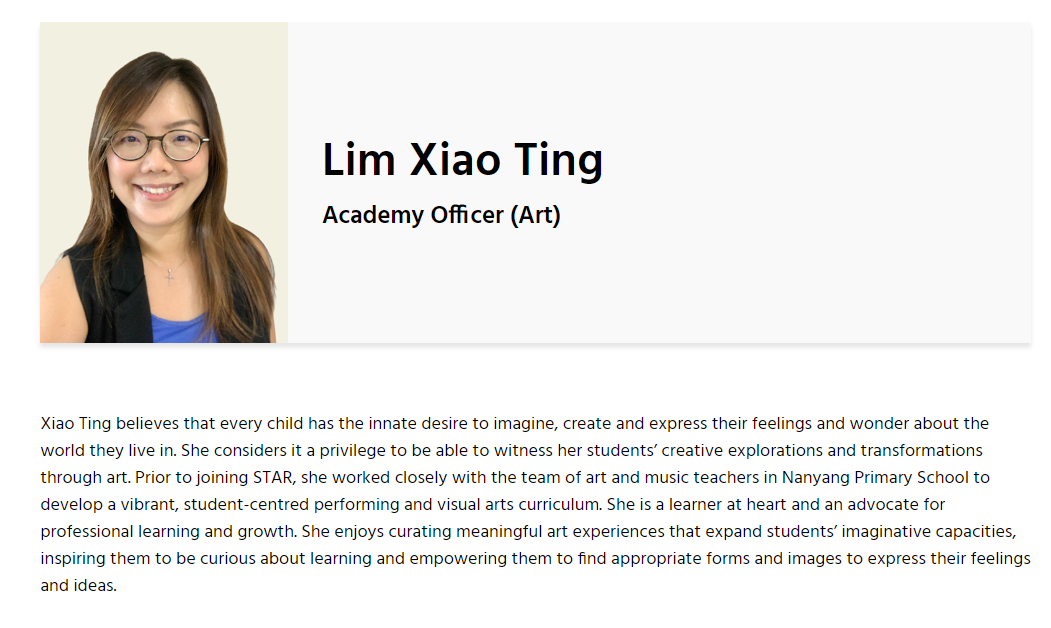 Lim Xiao Ting
Academy Officer (Art)
Xiao Ting believes that every child has the innate desire to imagine, create and express their feelings and wonder about the
world they live in. She considers it a privilege to be able to witness her students’ creative explorations and transformations
through art. Prior to joining STAR, she worked closely with the team of art and music teachers in Nanyang Primary School to
develop a vibrant, student-centred performing and visual arts curriculum. She is a learner at heart and an advocate for
professional learning and growth. She enjoys curating meaningful art experiences that expand students’ imaginative capacities,
inspiring them to be curious about learning and empowering them to find appropriate forms and images to express their feelings
and ideas.